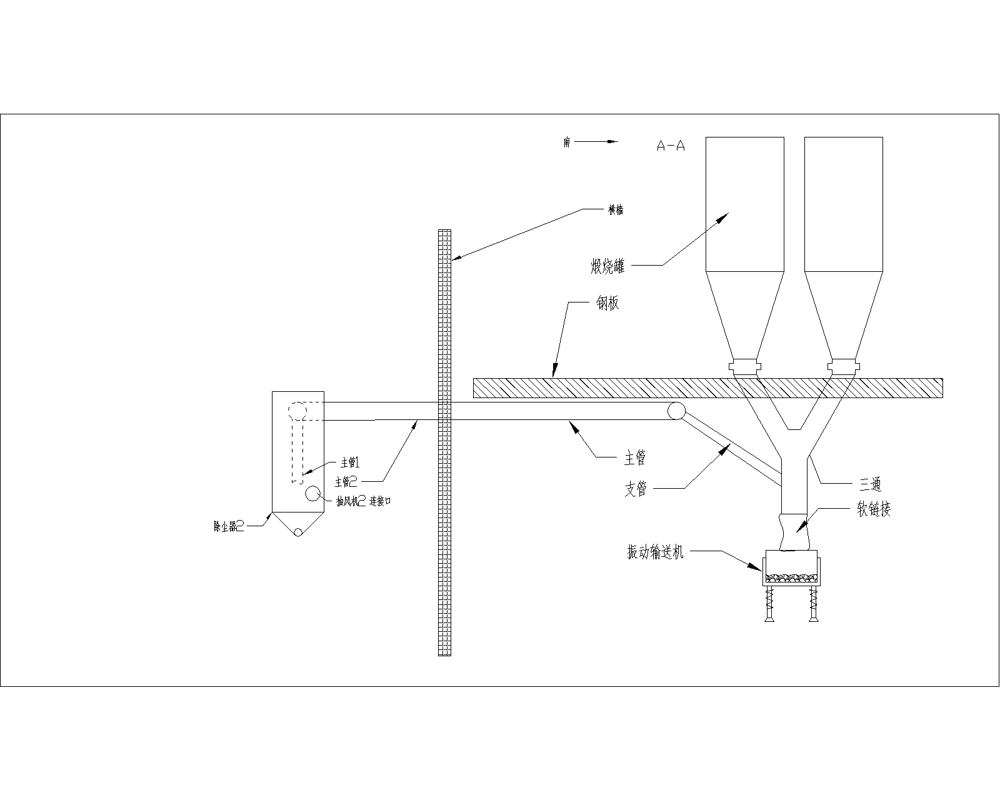 南
A-A
横墙
煅烧罐
钢板
主管
支管
主管1
主管2
抽风机2 连接口
三通
软链接
除尘器2
振动输送机